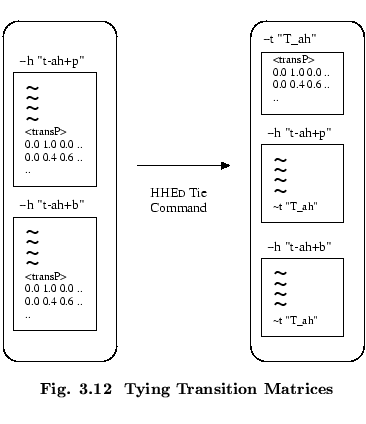 ~h "t-ah+p"
~
~
~
~
<transP>
0.0 1.0 0.0 ..
0.0 0.4 0.6 ..
..
~h "t-ah+b"
~
~
~
~
<transP>
0.0 1.0 0.0 ..
0.0 0.4 0.6 ..
..
HHED Tie
Command
~t "T_ah"
<transP>
0.0 1.0 0.0 ..
0.0 0.4 0.6 ..
..
~h "t-ah+p"
~
~
~
~
~t "T_ah"
~h "t-ah+b"
~
~
~
~
~t "T_ah"
Fig. 3.12 Tying Transition Matrices